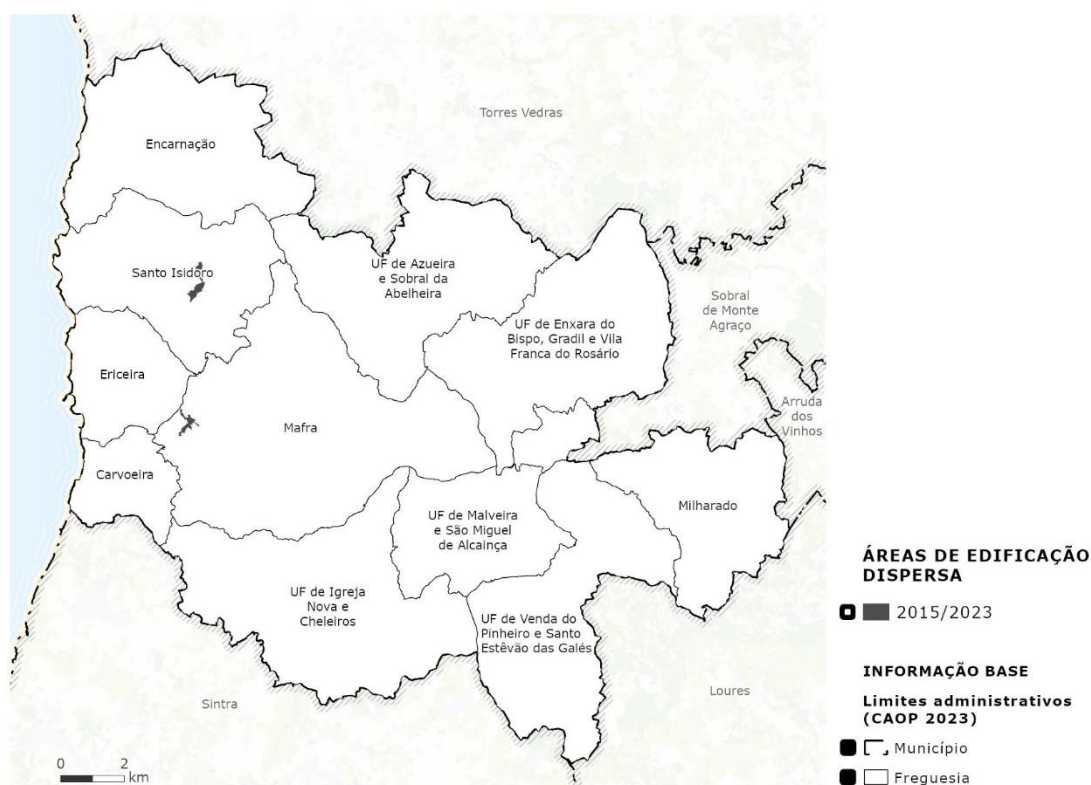 Torres Vedras
Encarnação
Santo Isidoro
UF de Azueira
e Sobral da
Abelheira
Sobral
de Monte
Agraço
UF de Enxara do
Bispo, Gradil e Vila
Franca do Rosário
Ericeira
Arruda
dos
Vinhos
Mafra
Carvoeira
Milharado
UF de Malveira
e São Miguel
de Alcainça
UF de Igreja
Nova e
Cheleiros
UF de Venda do
Pinheiro e Santo
Estêvão das Galés
Sintra
Loures
0 2
km
ÁREAS DE EDIFICAÇÃO
DISPERSA
2015/2023
INFORMAÇÃO BASE
Limites administrativos
(CAOP 2023)
Município
Freguesia